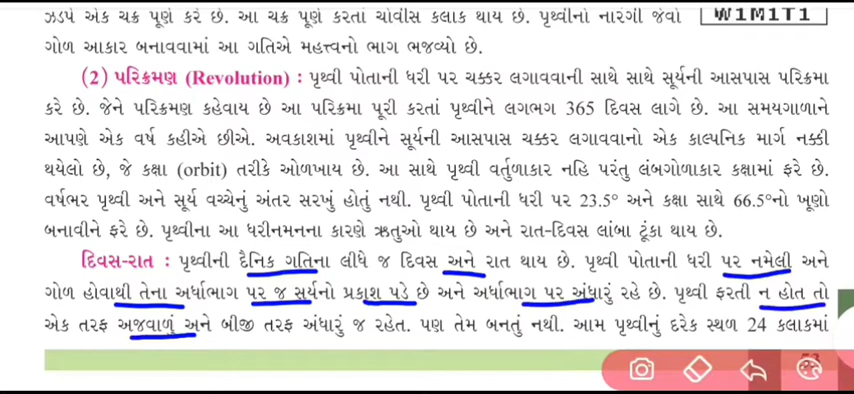 ઝડપે એક ચક્ર પૂર્ણ કરે છે. આ ચક્ર પૂર્ણ કરતાં ચોવીસ કલાક થાય છે. પૃથ્વીનો નારંગી જેવો
W1M1T1
ગોળ આકાર બનાવવામાં આ ગતિએ મહત્ત્વનો ભાગ ભજવ્યો છે.
(2) પરિક્રમણ (Revolution) : પૃથ્વી પોતાની ધરી પર ચક્કર લગાવવાની સાથે સાથે સૂર્યની આસપાસ પરિક્રમા
કરે છે. જેને પરિક્રમણ કહેવાય છે આ પરિક્રમા પૂરી કરતાં પૃથ્વીને લગભગ 365 દિવસ લાગે છે. આ સમયગાળાને
આપણે એક વર્ષ કહીએ છીએ. અવકાશમાં પૃથ્વીને સૂર્યની આસપાસ ચક્કર લગાવવાનો એક કાલ્પનિક માર્ગ નક્કી
થયેલો છે, જે કક્ષા (orbit) તરીકે ઓળખાય છે. આ સાથે પૃથ્વી વર્તુળાકાર નહિ પરંતુ લંબગોળાકાર કક્ષામાં ફરે છે.
વર્ષભર પૃથ્વી અને સૂર્ય વચ્ચેનું અંતર સરખું હોતું નથી. પૃથ્વી પોતાની ધરી પર 23.5° અને કક્ષા સાથે 66.5°નો ખૂણો
બનાવીને ફરે છે. પૃથ્વીના આ ધરીનમનના કારણે ઋતુઓ થાય છે અને રાત-દિવસ લાંબા ટૂંકા થાય છે.
દિવસ-રાત : પૃથ્વીની દૈનિક ગતિના લીધે જ દિવસ અને રાત થાય છે. પૃથ્વી પોતાની ધરી પર નમેલી અને
ગોળ હોવાથી તેના અર્ધાભાગ પર જ સૂર્યનો પ્રકાશ પડે છે અને અર્ધાભાગ પર અંધારું રહે છે. પૃથ્વી ફરતી ન હોત તો
એક તરફ અજવાળું અને બીજી તરફ અંધારું જ રહેત. પણ તેમ બનતું નથી. આમ પૃથ્વીનું દરેક સ્થળ 24 કલાકમાં